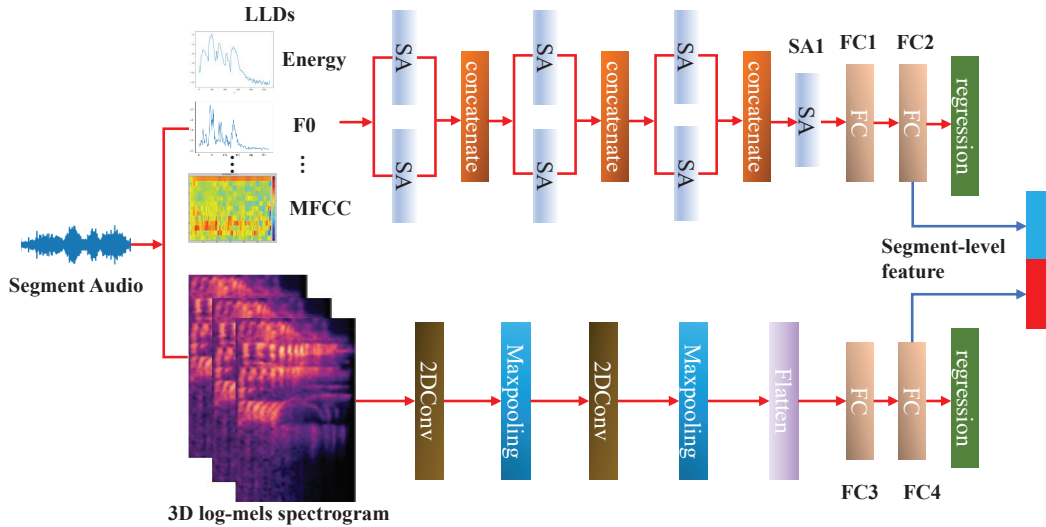 LLDs
Energy
F0
MFCC
Segment Audio
3D log-mels spectrogram
SA
SA
concatenate
SA
SA
concatenate
SA
SA
concatenate
SA1
SA
FC1
FC
FC2
FC
regression
Segment-level
feature
2DConv
Maxpooling
2DConv
Maxpooling
Flatten
FC
FC3
FC
FC4
regression